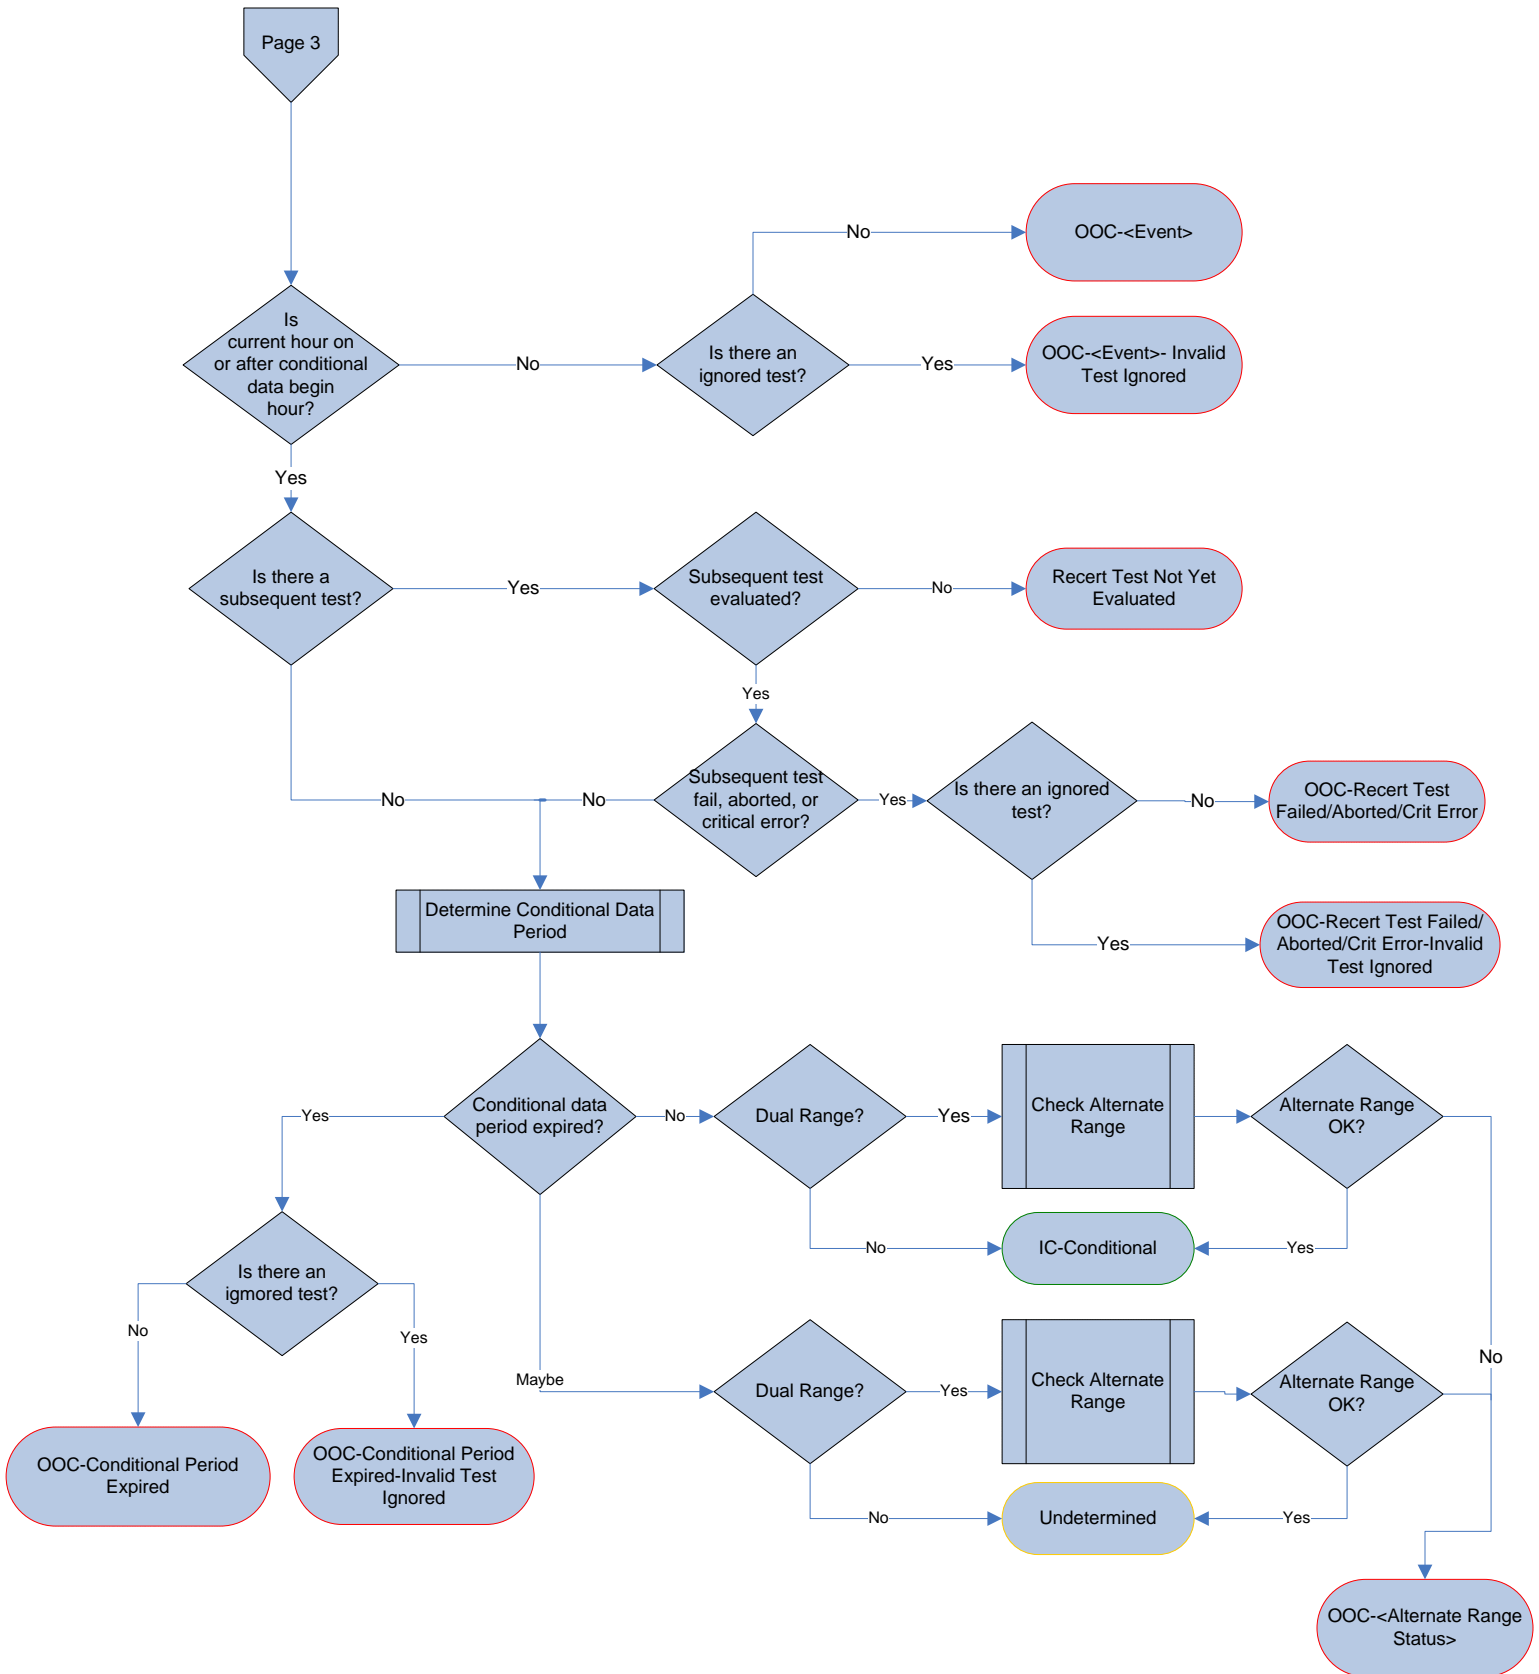 Page 3
No
OOC-<Event>
Is
current hour on
or after conditional
data begin
hour?
No
Is there an
ignored test?
Yes
OOC-<Event>- Invalid
Test Ignored
Yes
Is there a
subsequent test?
Yes
Subsequent test
evaluated?
No
Recert Test Not Yet
Evaluated
Yes
No
No
Subsequent test
fail, aborted, or
critical error?
Yes
Is there an ignored
test?
No
OOC-Recert Test
Failed/Aborted/Crit Error
Yes
OOC-Recert Test Failed/
Aborted/Crit Error-Invalid
Test Ignored
Determine Conditional Data
Period
Yes
Conditional data
period expired?
No
Dual Range?
Yes
Check Alternate
Range
Alternate Range
OK?
No
IC-Conditional
Yes
Is there an
igmored test?
No
Yes
Maybe
Dual Range?
Yes
Check Alternate
Range
Alternate Range
OK?
No
OOC-Conditional Period
Expired
OOC-Conditional Period
Expired-Invalid Test
Ignored
No
Undetermined
Yes
OOC-<Alternate Range
Status>